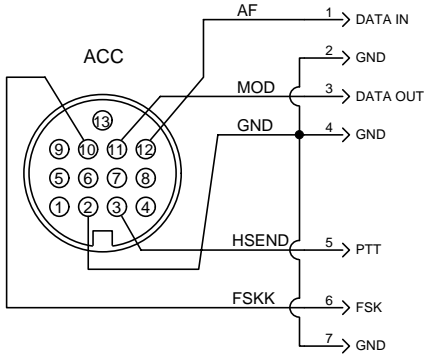 AF 1 DATA IN
2 GND
ACC
MOD 3 DATA OUT
13
GND 4 GND
9 10 11 12
5 6 7 8
1 2 3 4
HSEND 5 PTT
FSKK 6 FSK
7 GND